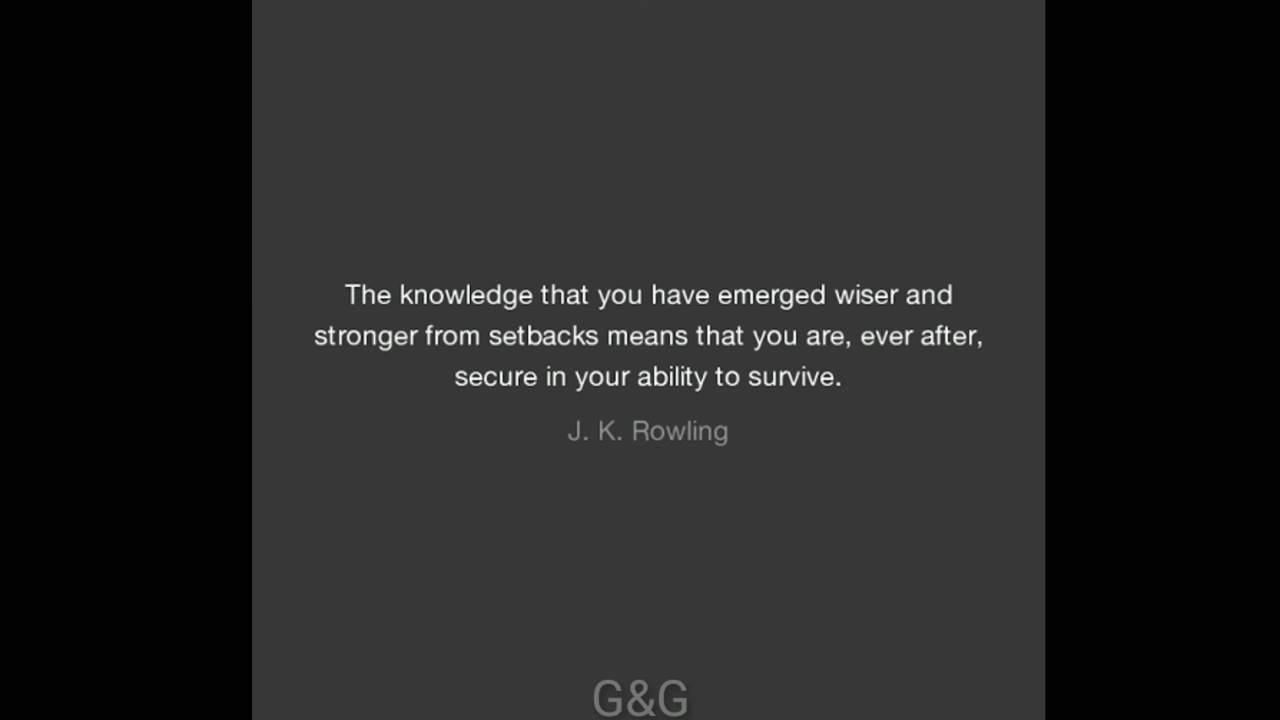 The knowledge that you have emerged wiser and
stronger from setbacks means that you are, ever after,
secure in your ability to survive.
J. K. Rowling
G&G